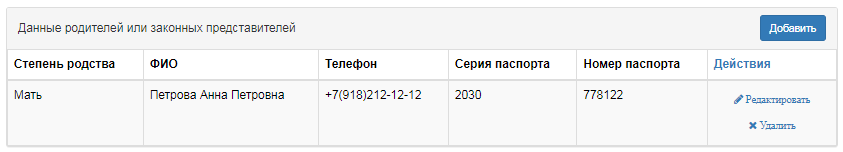 Данные родителей или законных представителей Добавить
Степень родства ФИО Телефон Серия паспорта Номер паспорта Действия
Мать Петрова Анна Петровна +7(918)212-12-12 2030 778122 Редактировать
Удалить